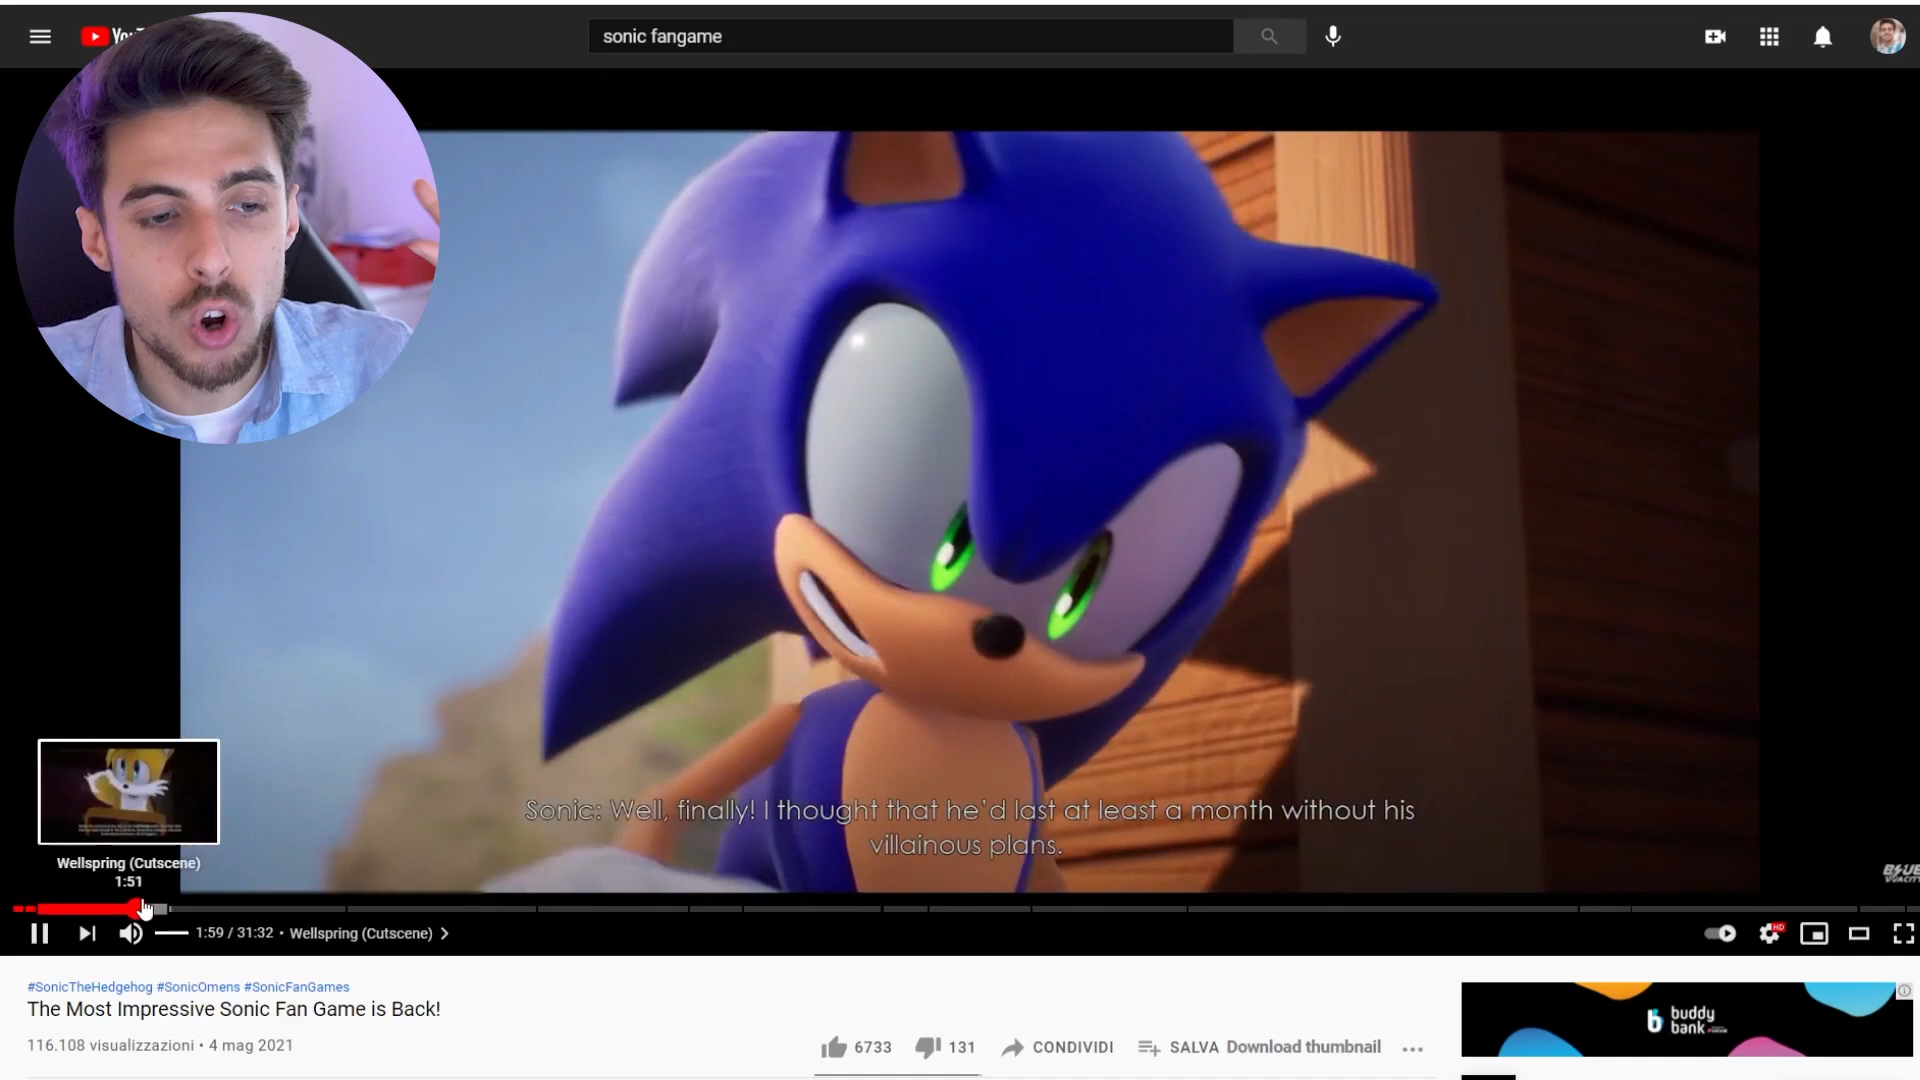 sonic fangame
Sonic: Well, finally! I thought that he'd last at least a month without his
villainous plans.
Wellspring (Cutscene)
1:51
1:59 / 31:32 • Wellspring (Cutscene)
HD
#SonicTheHedgehog #SonicOmens #SonicFanGames
The Most Impressive Sonic Fan Game is Back!
116.108 visualizzazioni • 4 mag 2021
6733 131 CONDIVIDI SALVA Download thumbnail
buddy
bank